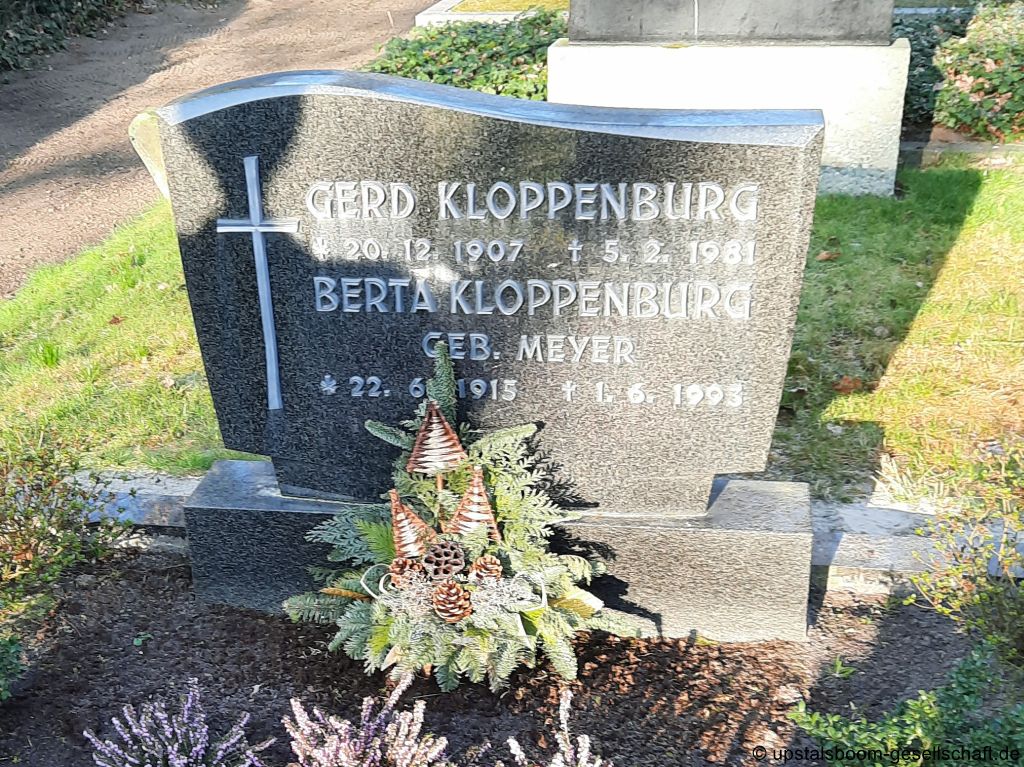 GERD KLOPPENBURG
* 20. 12. 1907 † 5. 2. 1981
BERTA KLOPPENBURG
GEB. MEYER
* 22. 6. 1915 † 1. 6. 1993
© upstalsboom-gesellschaft.de